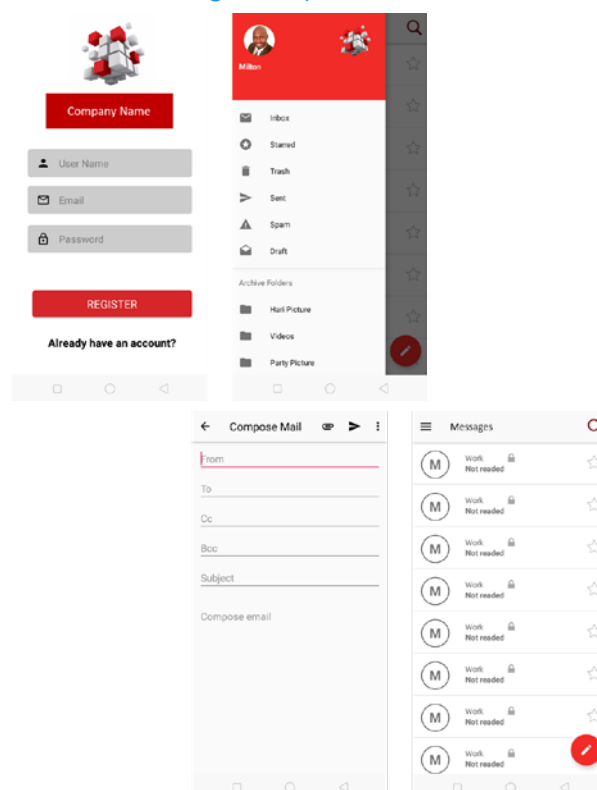 Company Name
User Name
Email
Password
REGISTER
Already have an account?
Milton
Inbox
Starred
Trash
Sent
Spam
Draft
Archive Folders
Hari Picture
Videos
Party Picture
Compose Mail
From
To
Cc
Bcc
Subject
Compose email
Messages
M
Work
Not readed
M
Work
Not readed
M
Work
Not readed
M
Work
Not readed
M
Work
Not readed
M
Work
Not readed
M
Work
Not readed
M
Work
Not readed